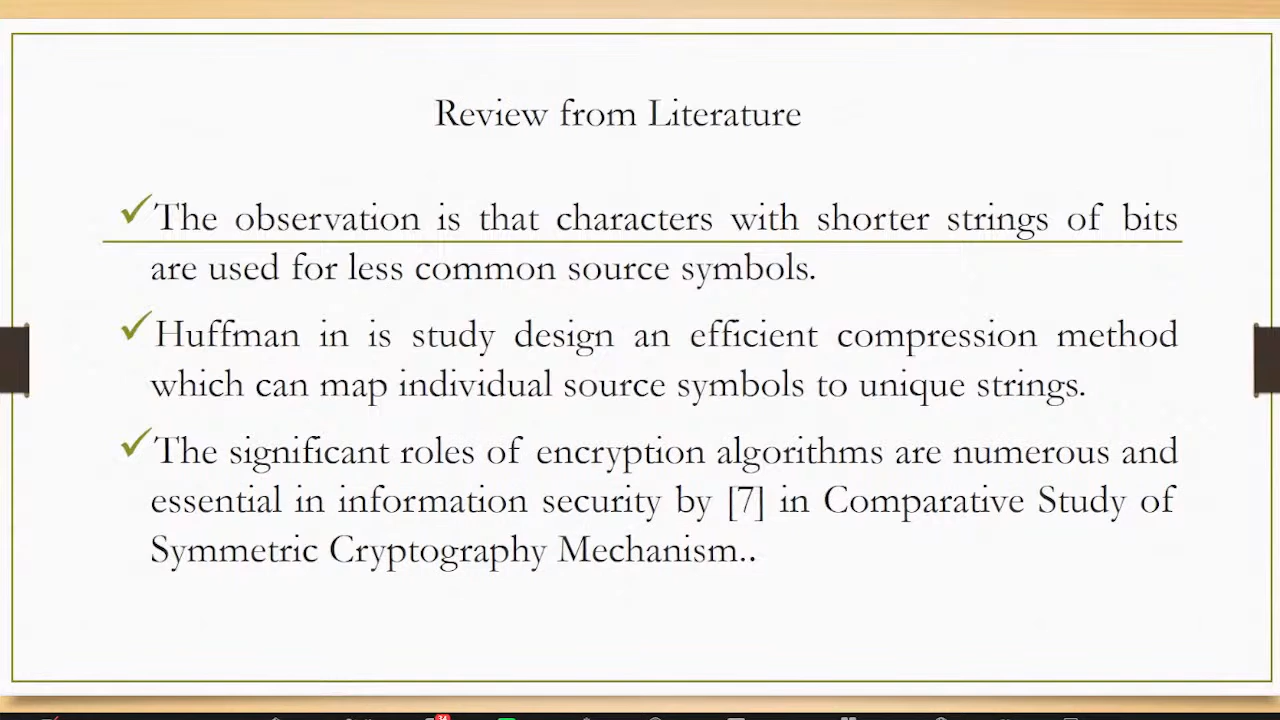 Review from Literature
The observation is that characters with shorter strings of bits
are used for less common source symbols.
Huffman in is study design an efficient compression method
which can map individual source symbols to unique strings.
The significant roles of encryption algorithms are numerous and
essential in information security by [7] in Comparative Study of
Symmetric Cryptography Mechanism..
34